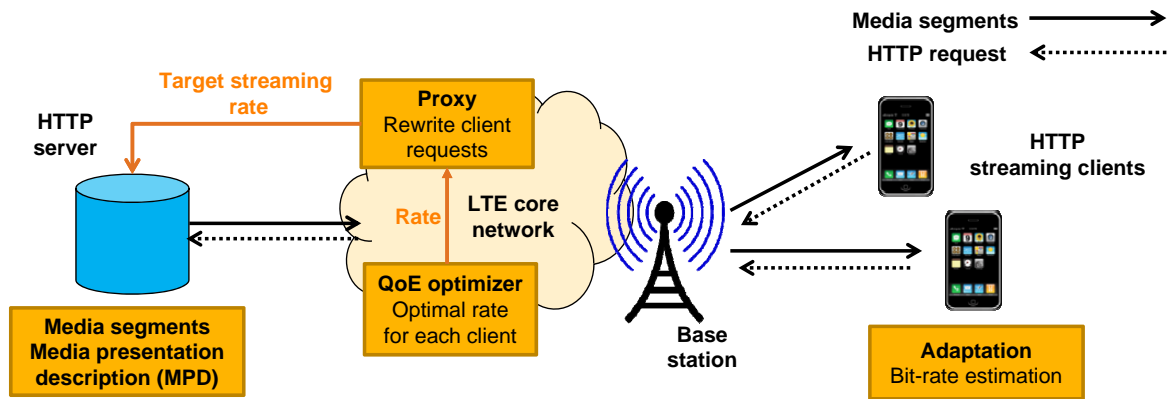 Media segments
HTTP request
Target streaming
rate
Proxy
Rewrite client
requests
HTTP
server
HTTP
streaming clients
Rate
LTE core
network
QoE optimizer
Optimal rate
for each client
Media segments
Media presentation
description (MPD)
Base
station
Adaptation
Bit-rate estimation